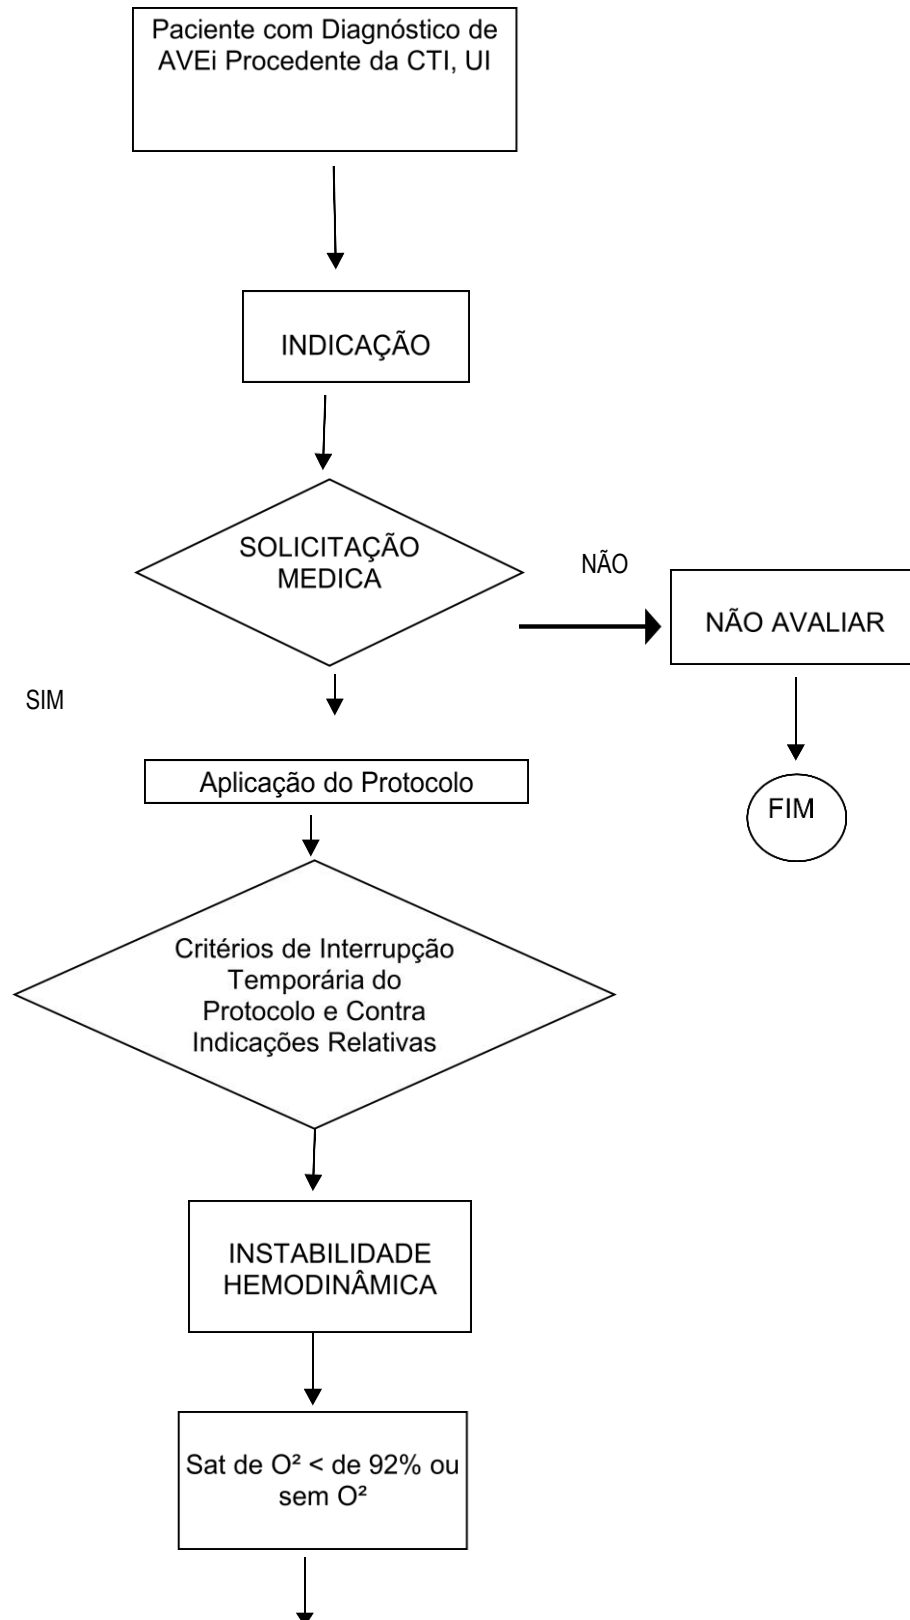 Paciente com Diagnóstico de
AVEi Procedente da CTI, UI
INDICAÇÃO
SOLICITAÇÃO
MEDICA
NÃO
NÃO AVALIAR
SIM
Aplicação do Protocolo
FIM
Critérios de Interrupção
Temporária do
Protocolo e Contra
Indicações Relativas
INSTABILIDADE
HEMODINÂMICA
Sat de O² < de 92% ou
sem O²